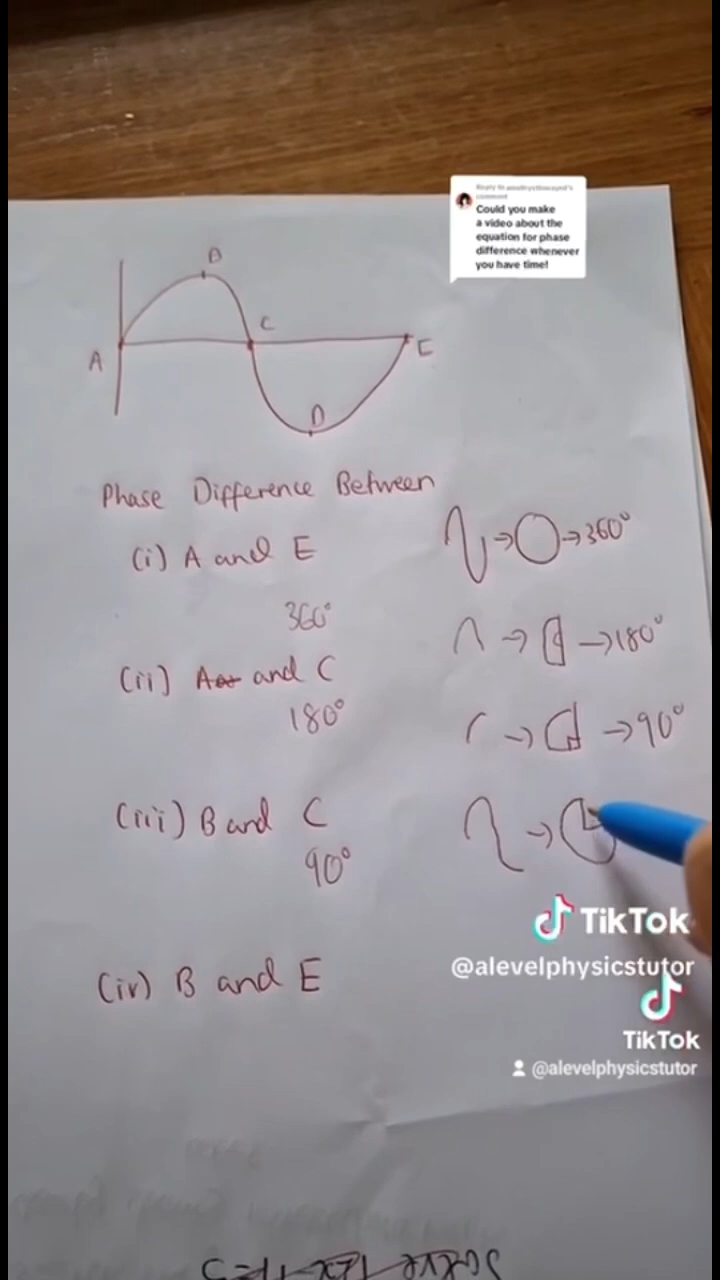 Could you make
a video about the
equation for phase
difference whenever
you have time!
B
C
A
E
D
Phase Difference Between
(i) A and E
→ → 360°
360°
→ → 180°
(ii) A and C
180°
→ → 90°
(iii) B and C
→
90°
TikTok
@alevelphysicstutor
(iv) B and E
TikTok
@alevelphysicstutor